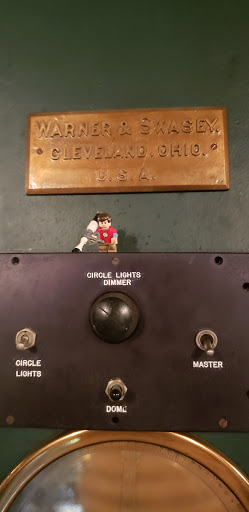 WARNER & SWASEY.
CLEVELAND. OHIO.
U.S.A.
CIRCLE LIGHTS
DIMMER
CIRCLE
LIGHTS
MASTER
DOME